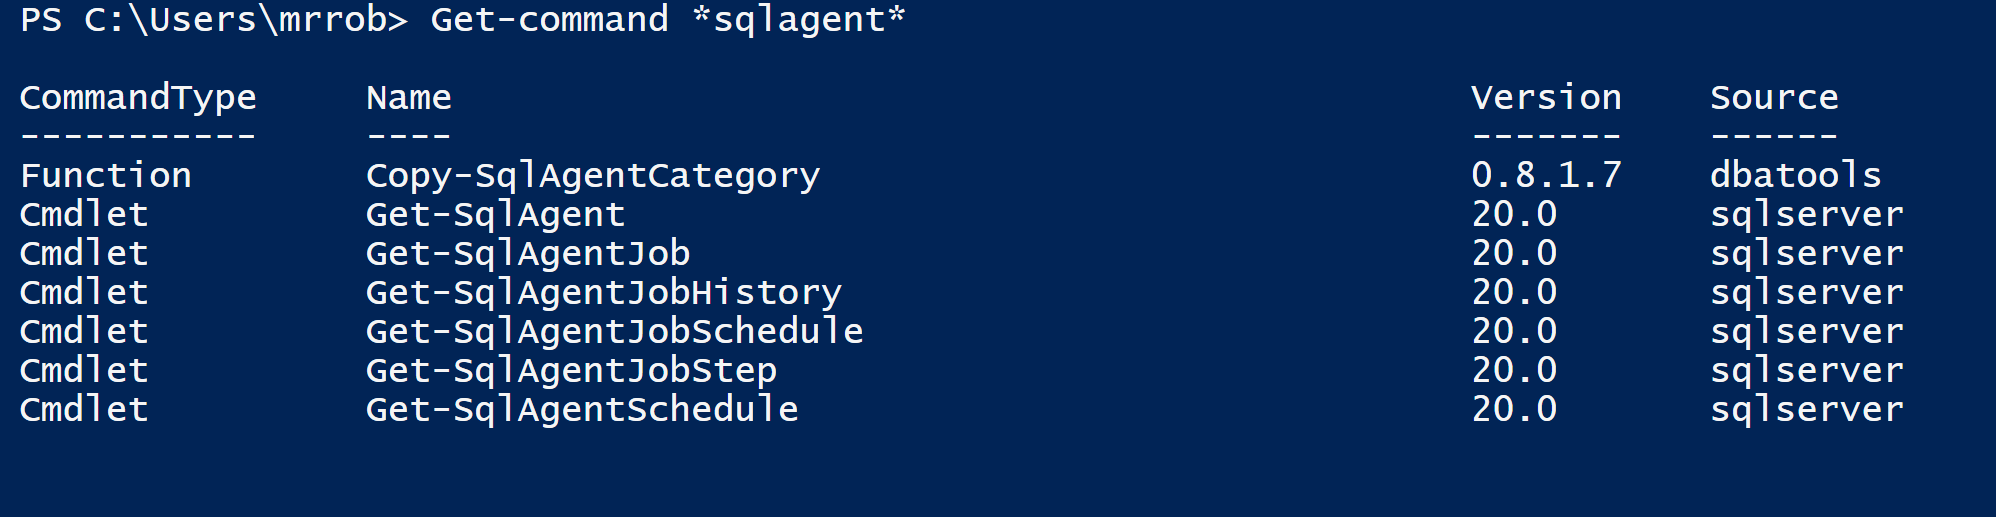 PS C:\Users\mrrob> Get-command *sqlagent*
CommandType Name Version Source
----------- ---- ------- ------
Function Copy-SqlAgentCategory 0.8.1.7 dbatools
Cmdlet Get-SqlAgent 20.0 sqlserver
Cmdlet Get-SqlAgentJob 20.0 sqlserver
Cmdlet Get-SqlAgentJobHistory 20.0 sqlserver
Cmdlet Get-SqlAgentJobSchedule 20.0 sqlserver
Cmdlet Get-SqlAgentJobStep 20.0 sqlserver
Cmdlet Get-SqlAgentSchedule 20.0 sqlserver